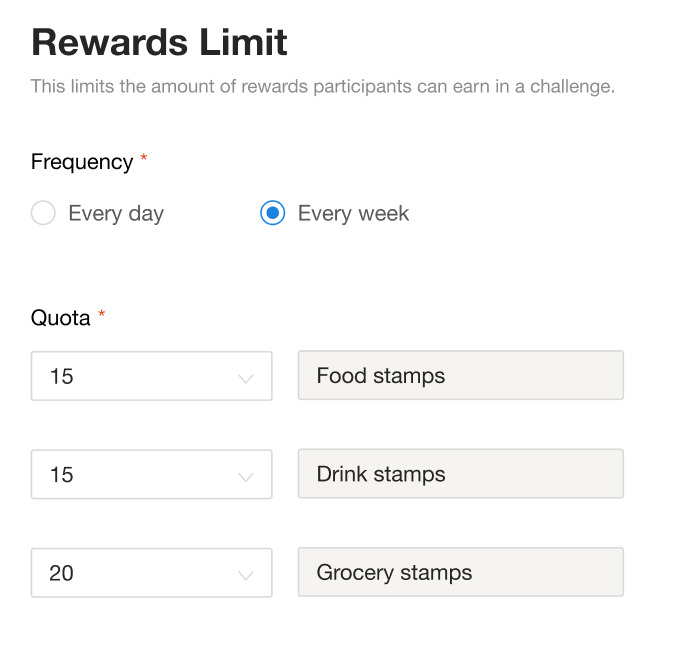 Rewards Limit
This limits the amount of rewards participants can earn in a challenge.
Frequency *
Every day Every week
Quota *
15 Food stamps
15 Drink stamps
20 Grocery stamps